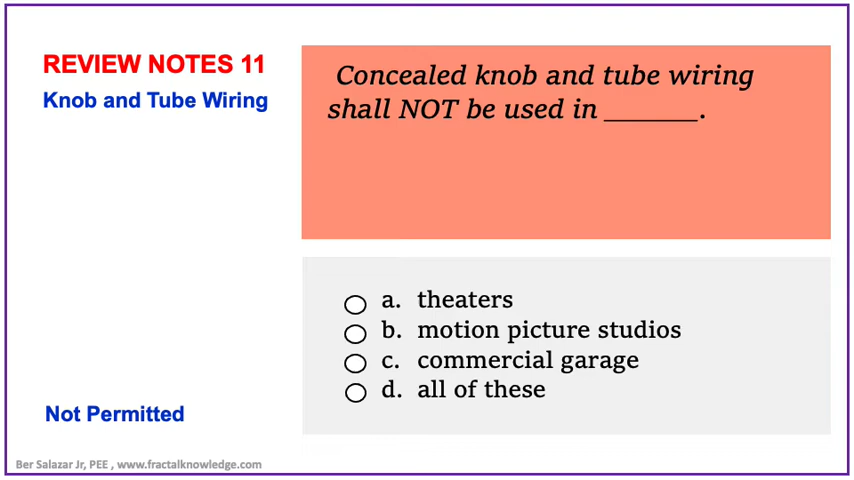 REVIEW NOTES 11
Knob and Tube Wiring
Concealed knob and tube wiring
shall NOT be used in _______.
a. theaters
b. motion picture studios
c. commercial garage
d. all of these
Not Permitted
Ber Salazar Jr, PEE , www.fractalknowledge.com